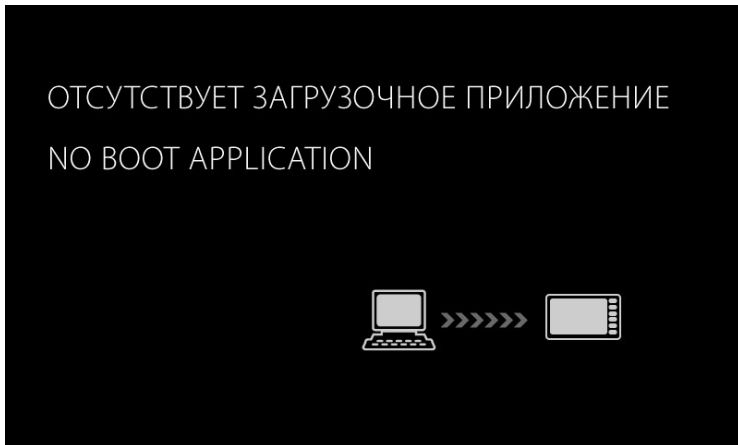 ОТСУТСТВУЕТ ЗАГРУЗОЧНОЕ ПРИЛОЖЕНИЕ
NO BOOT APPLICATION